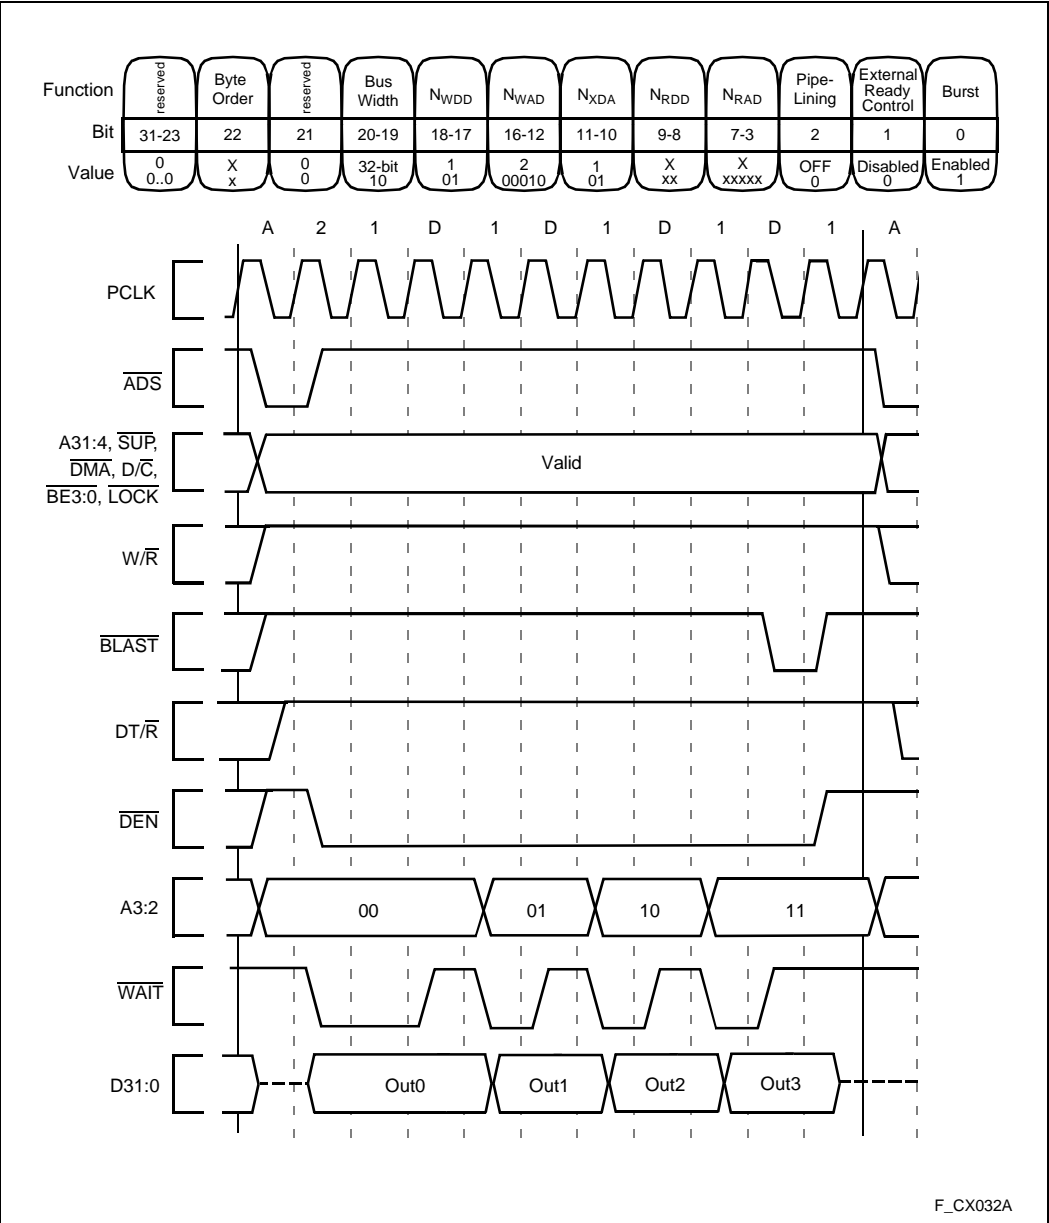 Function reserved Byte Order reserved Bus Width NWDD NWAD NXDA NRDD NRAD Pipe-Lining External Ready Control Burst
Bit 31-23 22 21 20-19 18-17 16-12 11-10 9-8 7-3 2 1 0
Value 0 X 0 32-bit 1 2 1 X X OFF Disabled Enabled
0..0 x 0 10 01 00010 01 xx xxxxx 0 0 1
A 2 1 D 1 D 1 D 1 D 1 A
PCLK
ADS
A31:4, SUP,
DMA, D/C,
BE3:0, LOCK
Valid
W/R
BLAST
DT/R
DEN
A3:2 00 01 10 11
WAIT
D31:0 Out0 Out1 Out2 Out3
F_CX032A